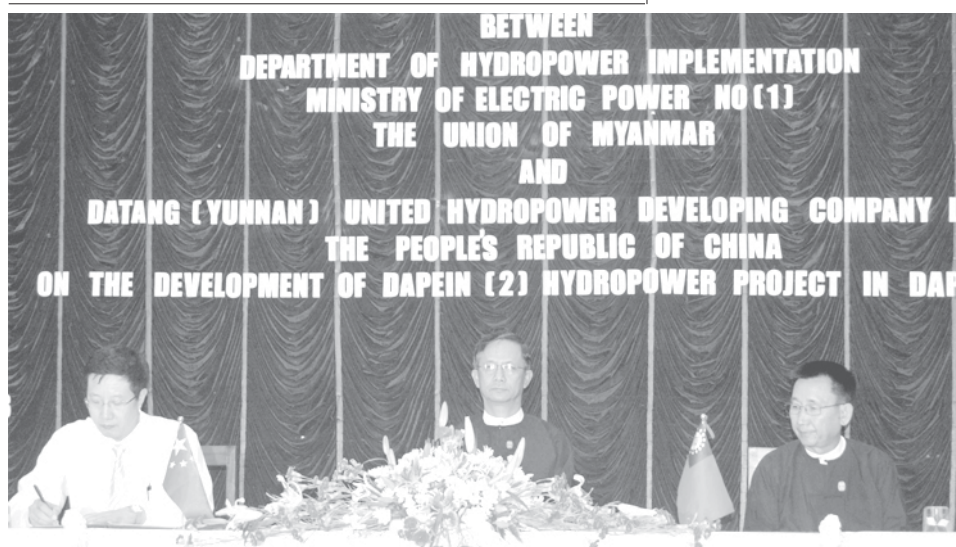 BETWEEN
DEPARTMENT OF HYDROPOWER IMPLEMENTATION
MINISTRY OF ELECTRIC POWER NO (1)
THE UNION OF MYANMAR
AND
DATANG (YUNNAN) UNITED HYDROPOWER DEVELOPING COMPANY
THE PEOPLE'S REPUBLIC OF CHINA
ON THE DEVELOPMENT OF DAPEIN (2) HYDROPOWER PROJECT IN